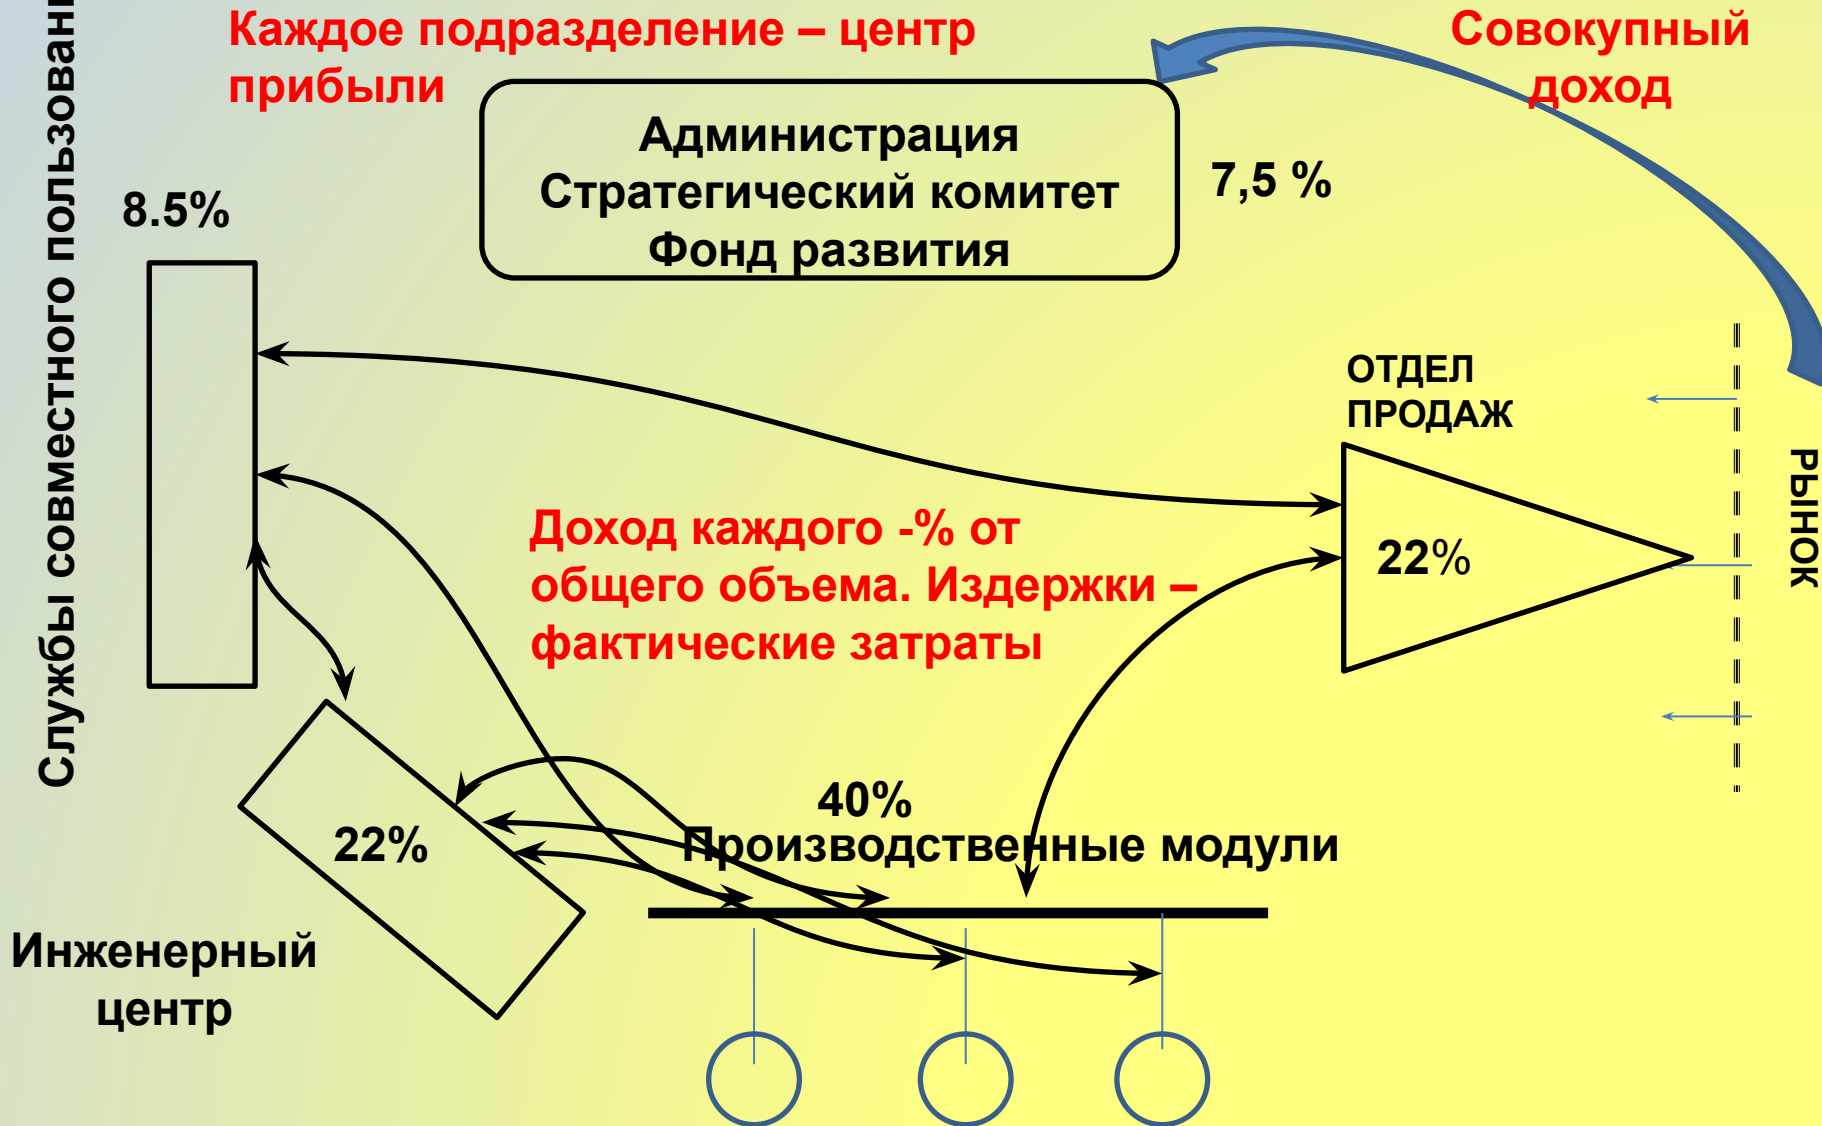 Каждое подразделение – центр
прибыли
Совокупный
доход
Администрация
Стратегический комитет
Фонд развития
7,5 %
8.5%
Службы совместного
ОТДЕЛ
ПРОДАЖ
22%
РЫНОК
Доход каждого -% от
общего объема. Издержки –
фактические затраты
40%
Производственные модули
22%
Инженерный
центр